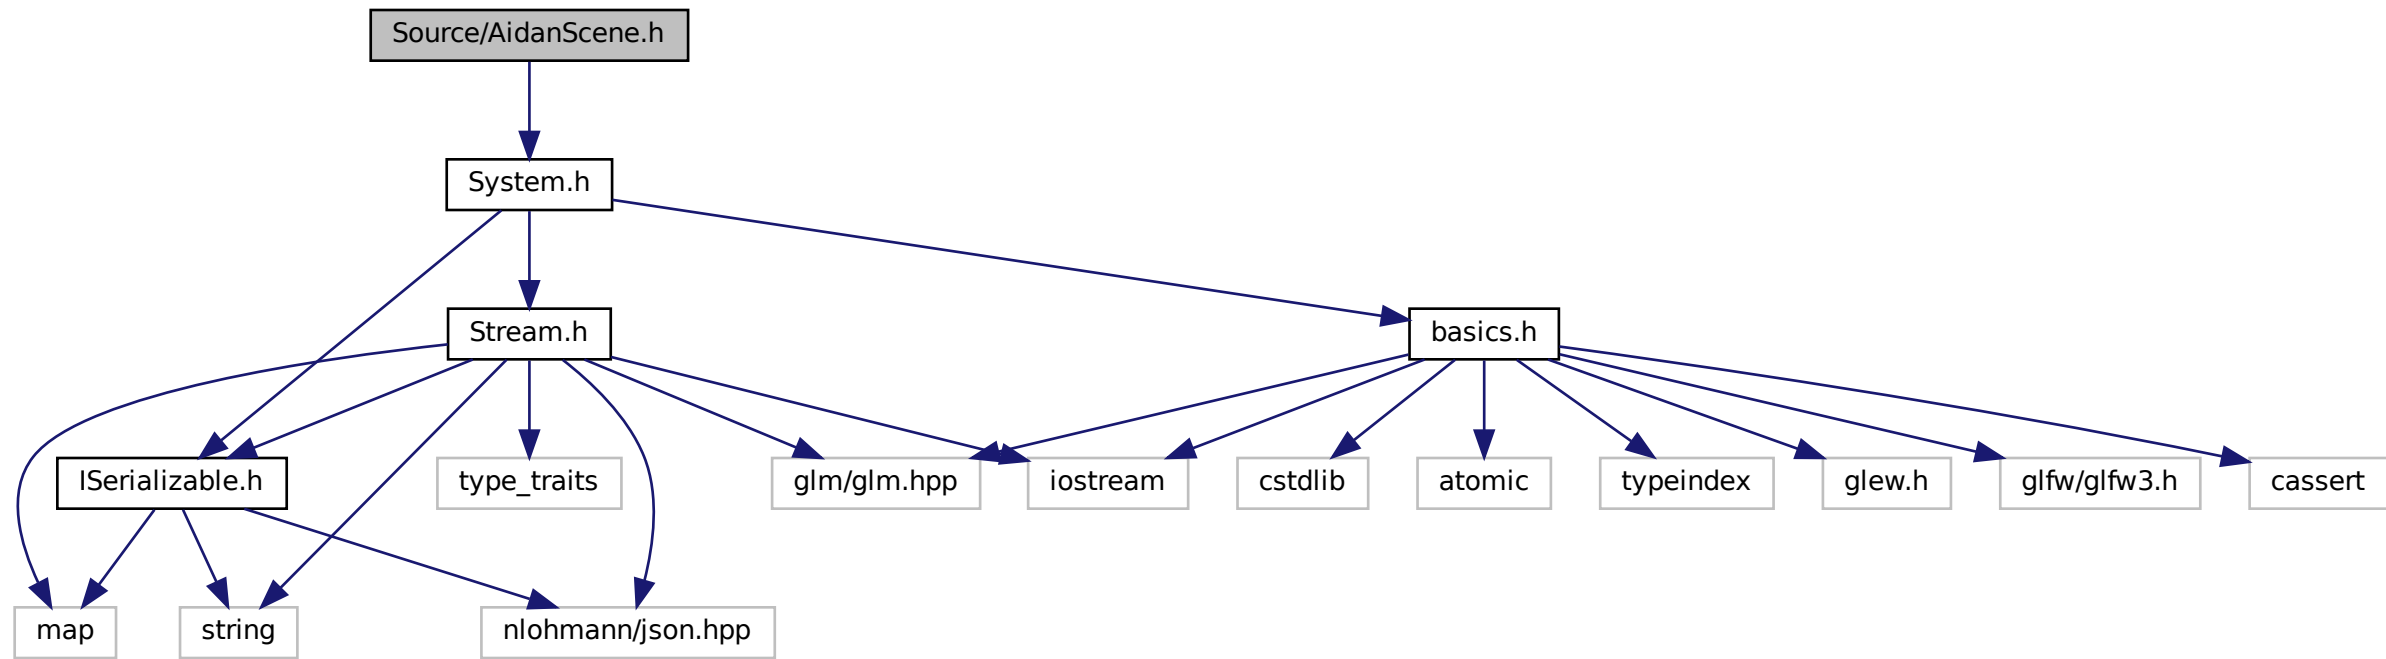 Source/AidanScene.h
System.h
Stream.h
basics.h
ISerializable.h
type_traits
glm/glm.hpp
iostream
cstdlib
atomic
typeindex
glew.h
glfw/glfw3.h
cassert
map
string
nlohmann/json.hpp